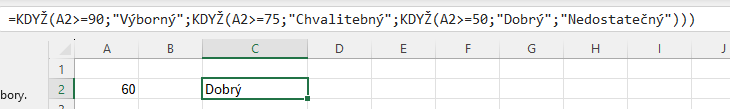 =KDYŽ(A2>=90;"Výborný";KDYŽ(A2>=75;"Chvalitebný";KDYŽ(A2>=50;"Dobrý";"Nedostatečný")))
A B C D E F G H I J
1
bory. 2 60 Dobrý